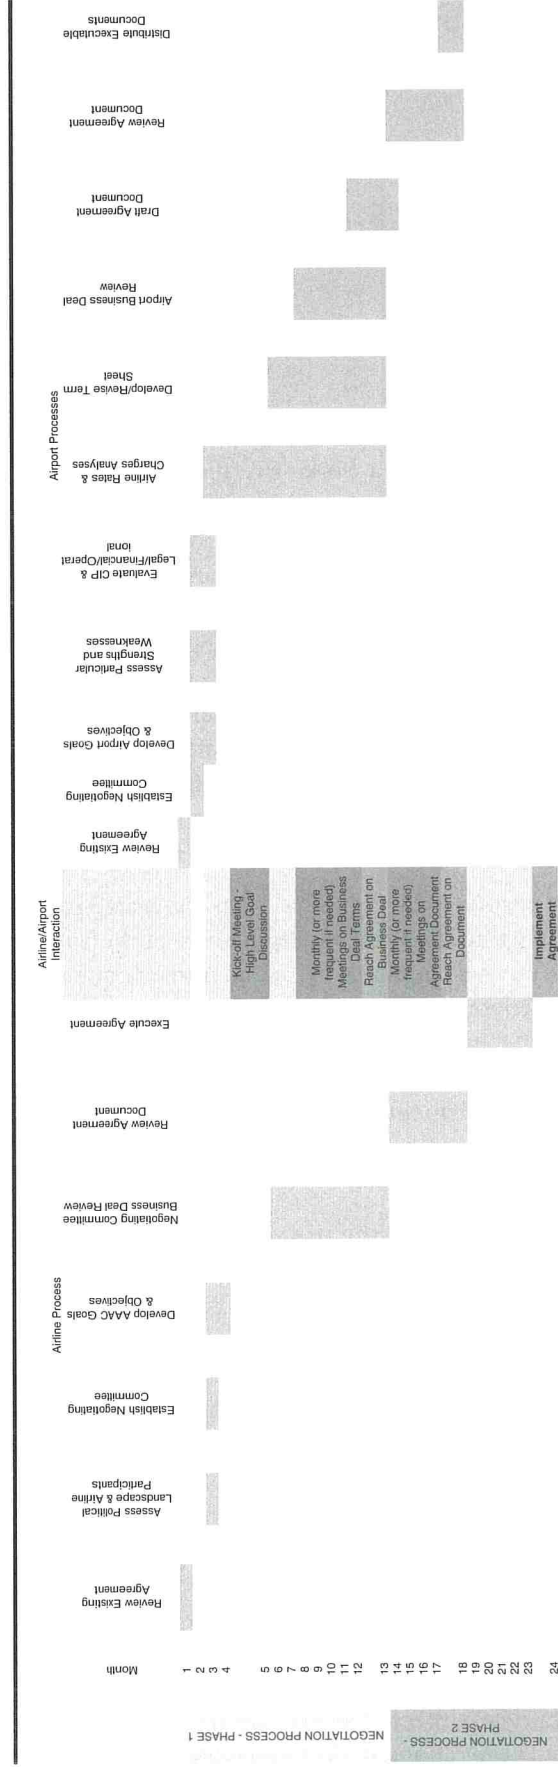 Airline Process
Airline/Airport
Interaction
Airport Processes
Month
Review Existing
Agreement
Assess Political
Landscape & Airline
Participants
Establish Negotiating
Committee
Develop AAAC Goals
& Objectives
Negotiating Committee
Business Deal Review
Review Agreement
Document
Execute Agreement
Review Existing
Agreement
Establish Negotiating
Committee
Develop Airport Goals
& Objectives
Assess Particular
Strengths and
Weaknesses
Evaluate CIP &
Legal/Financial/Operat
ional
Airline Rates &
Charges Analyses
Develop/Revise Term
Sheet
Airport Business Deal
Review
Draft Agreement
Document
Review Agreement
Document
Distribute Executable
Documents
NEGOTIATION PROCESS - PHASE 1
1
2
3
4
Kick-off Meeting -
High Level Goal
Discussion
5
6
7
8
9
10
11
12
Monthly (or more
frequent if needed)
Meetings on Business
Deal Terms
Reach Agreement on
Business Deal
13
NEGOTIATION PROCESS -
PHASE 2
14
15
16
17
Monthly (or more
frequent if needed)
Meetings on
Agreement Document
Reach Agreement on
Document
18
19
20
21
22
23
24
Implement
Agreement